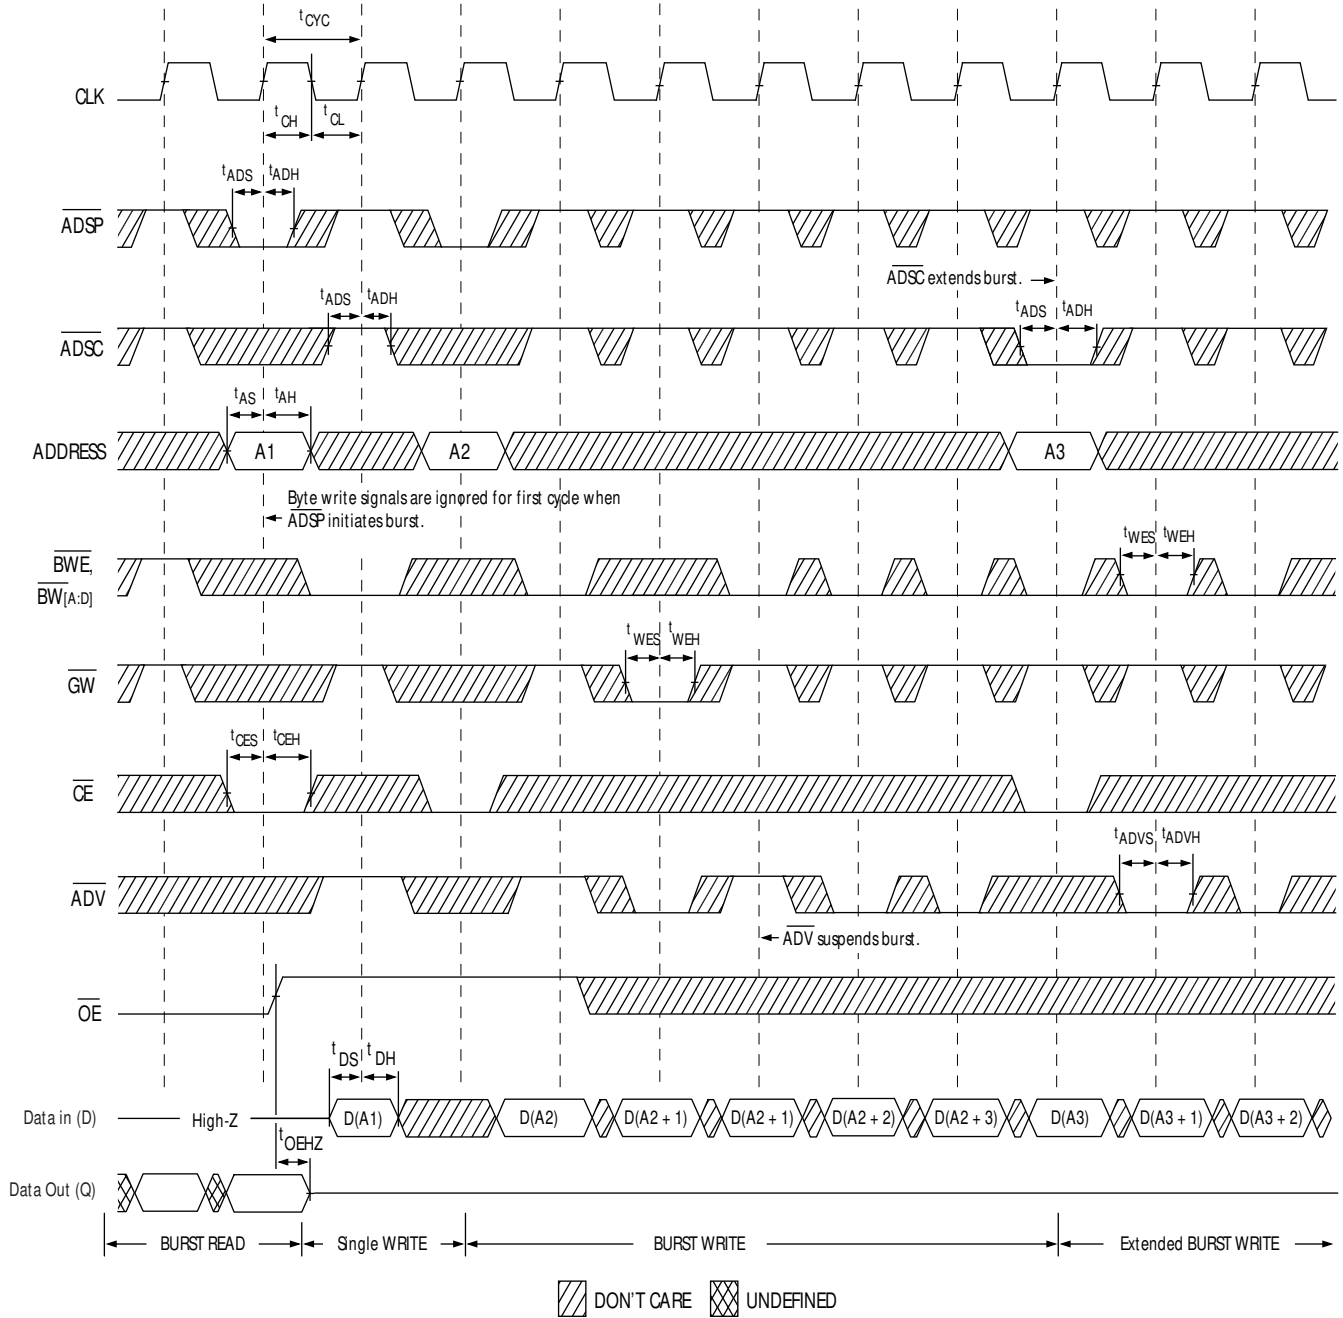 tCYC
CLK
tCH
tCL
tADS
tADH
ADSP
ADSC extends burst.
tADS
tADH
tADS
tADH
ADSC
tAS
tAH
ADDRESS
A1
A2
A3
Byte write signals are ignored for first cycle when
ADSP initiates burst.
tWES
tWEH
BWE,
BW[A:D]
tWES
tWEH
GW
tCES
tCEH
CE
tADVS
tADVH
ADV
ADV suspends burst.
OE
tDS
tDH
Data in (D)
High-Z
D(A1)
D(A2)
D(A2 + 1)
D(A2 + 1)
D(A2 + 2)
D(A2 + 3)
D(A3)
D(A3 + 1)
D(A3 + 2)
tOEHZ
Data Out (Q)
BURST READ
Single WRITE
BURST WRITE
Extended BURST WRITE
DON'T CARE
UNDEFINED